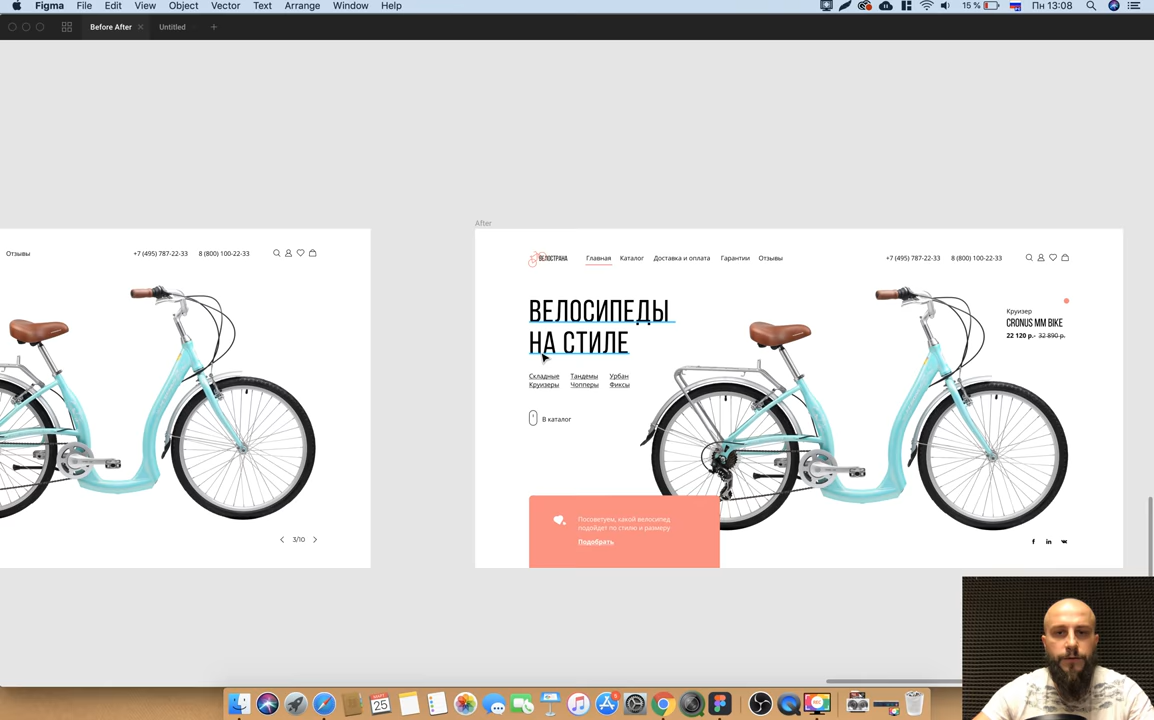 Figma File Edit View Object Vector Text Arrange Window Help
15 % Пн 13:08
Before After Untitled
After
Отзывы +7 (495) 787-22-33 8 (800) 100-22-33
3/10
ВЕЛОСТРАНА Главная Каталог Доставка и оплата Гарантии Отзывы +7 (495) 787-22-33 8 (800) 100-22-33
ВЕЛОСИПЕДЫ
НА СТИЛЕ
Складные Тандемы Урбан
Круизеры Чопперы Фиксы
В каталог
Круизер
CRONUS MM BIKE
22 120 р.- 32 890 р.
Посоветуем, какой велосипед
подойдет по стилю и размеру
Подобрать
25